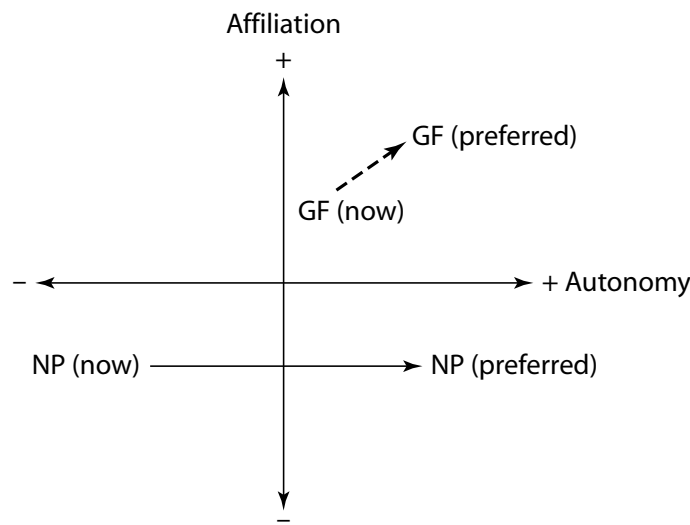 Affiliation
+
GF (preferred)
GF (now)
– + Autonomy
NP (now) NP (preferred)
–